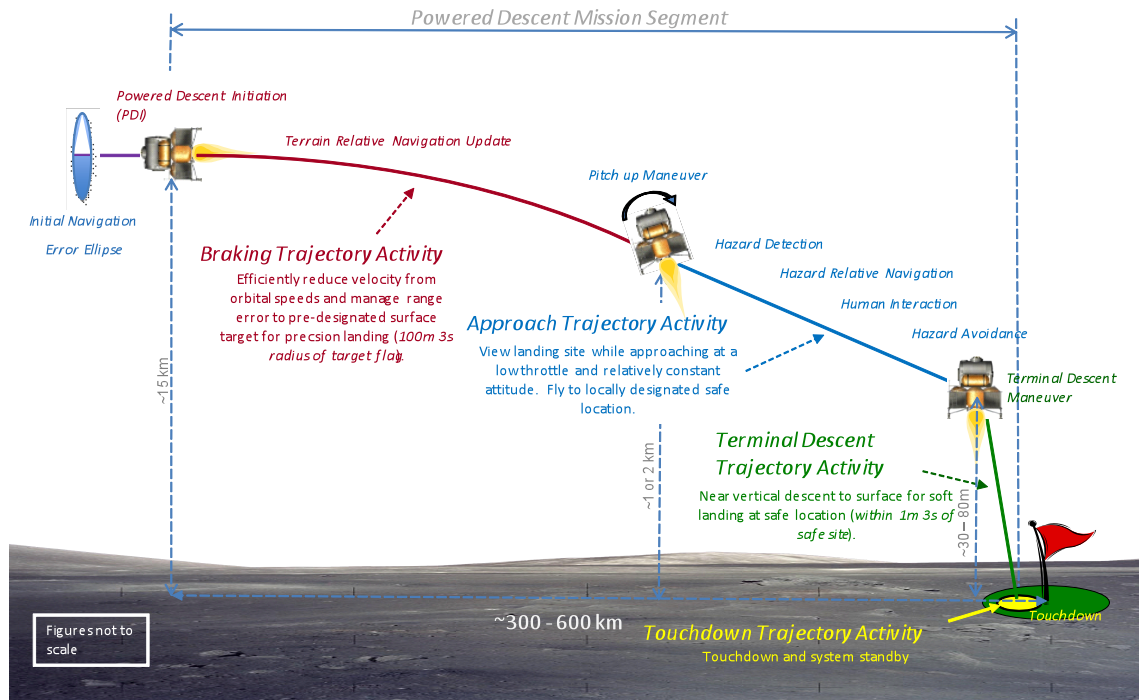 Powered Descent Mission Segment
Powered Descent Initiation
(PDI)
Terrain Relative Navigation Update
Pitch up Maneuver
Initial Navigation
Error Ellipse
Braking Trajectory Activity
Efficiently reduce velocity from
orbital speeds and manage range
error to pre-designated surface
target for precsion landing (100m 3s
radius of target flag).
Hazard Detection
Hazard Relative Navigation
Human Interaction
Hazard Avoidance
Approach Trajectory Activity
View landing site while approaching at a
low throttle and relatively constant
attitude. Fly to locally designated safe
location.
~15 km
Terminal Descent
Maneuver
Terminal Descent
Trajectory Activity
Near vertical descent to surface for soft
landing at safe location (within 1m 3s of
safe site).
~1 or 2 km
~30 – 80m
~300 - 600 km
Touchdown
Touchdown Trajectory Activity
Touchdown and system standby
Figures not to
scale